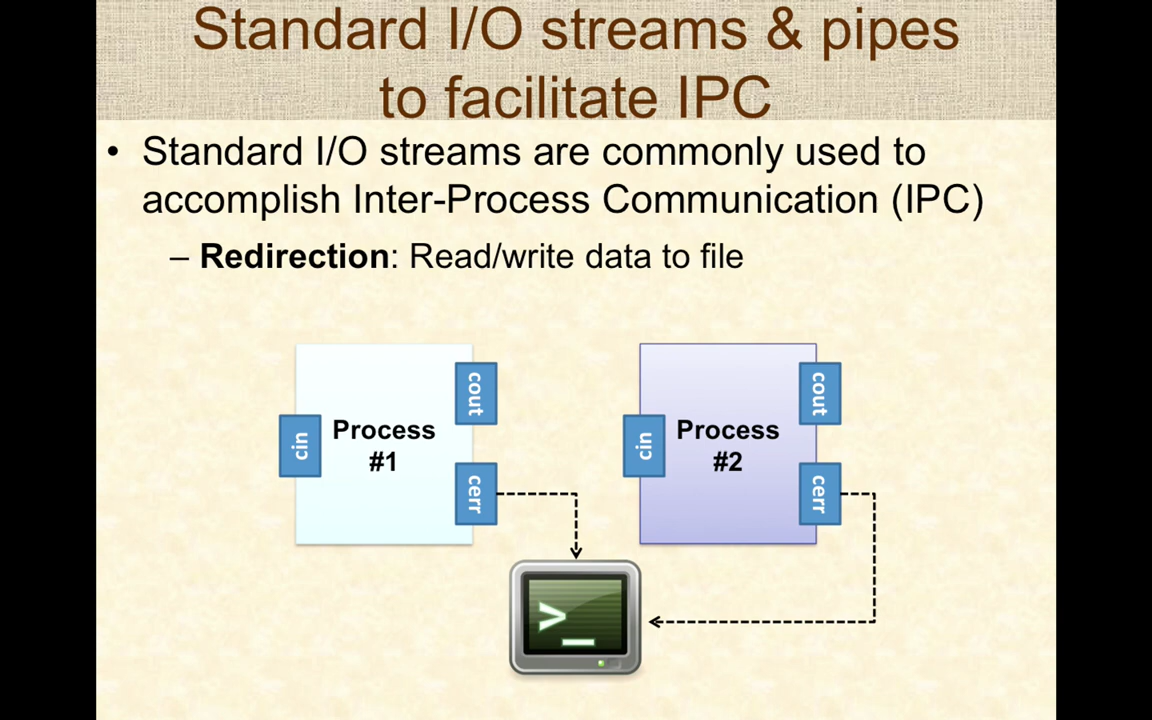 Standard I/O streams & pipes
to facilitate IPC
• Standard I/O streams are commonly used to
accomplish Inter-Process Communication (IPC)
– Redirection: Read/write data to file
cin
Process
#1
cout
cerr
cin
Process
#2
cout
cerr
>_